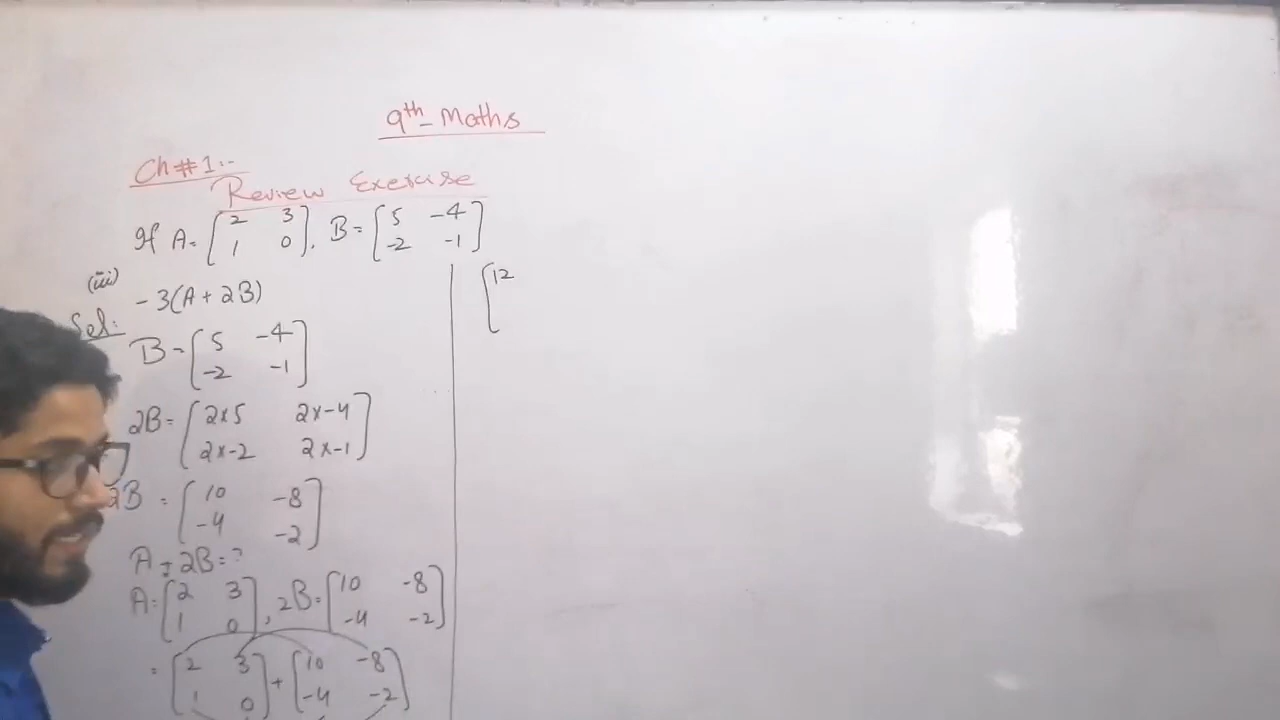 9th - Maths
Ch # 1:-
Review Exercise
If A = [2 3
1 0], B = [5 -4
-2 -1]
(iii) -3(A + 2B)
Sol:
B = [5 -4
-2 -1]
2B = [2×5 2×-4
2×-2 2×-1]
2B = [10 -8
-4 -2]
A + 2B = ?
A = [2 3
1 0], 2B = [10 -8
-4 -2]
= [2 3
1 0] + [10 -8
-4 -2]
[12